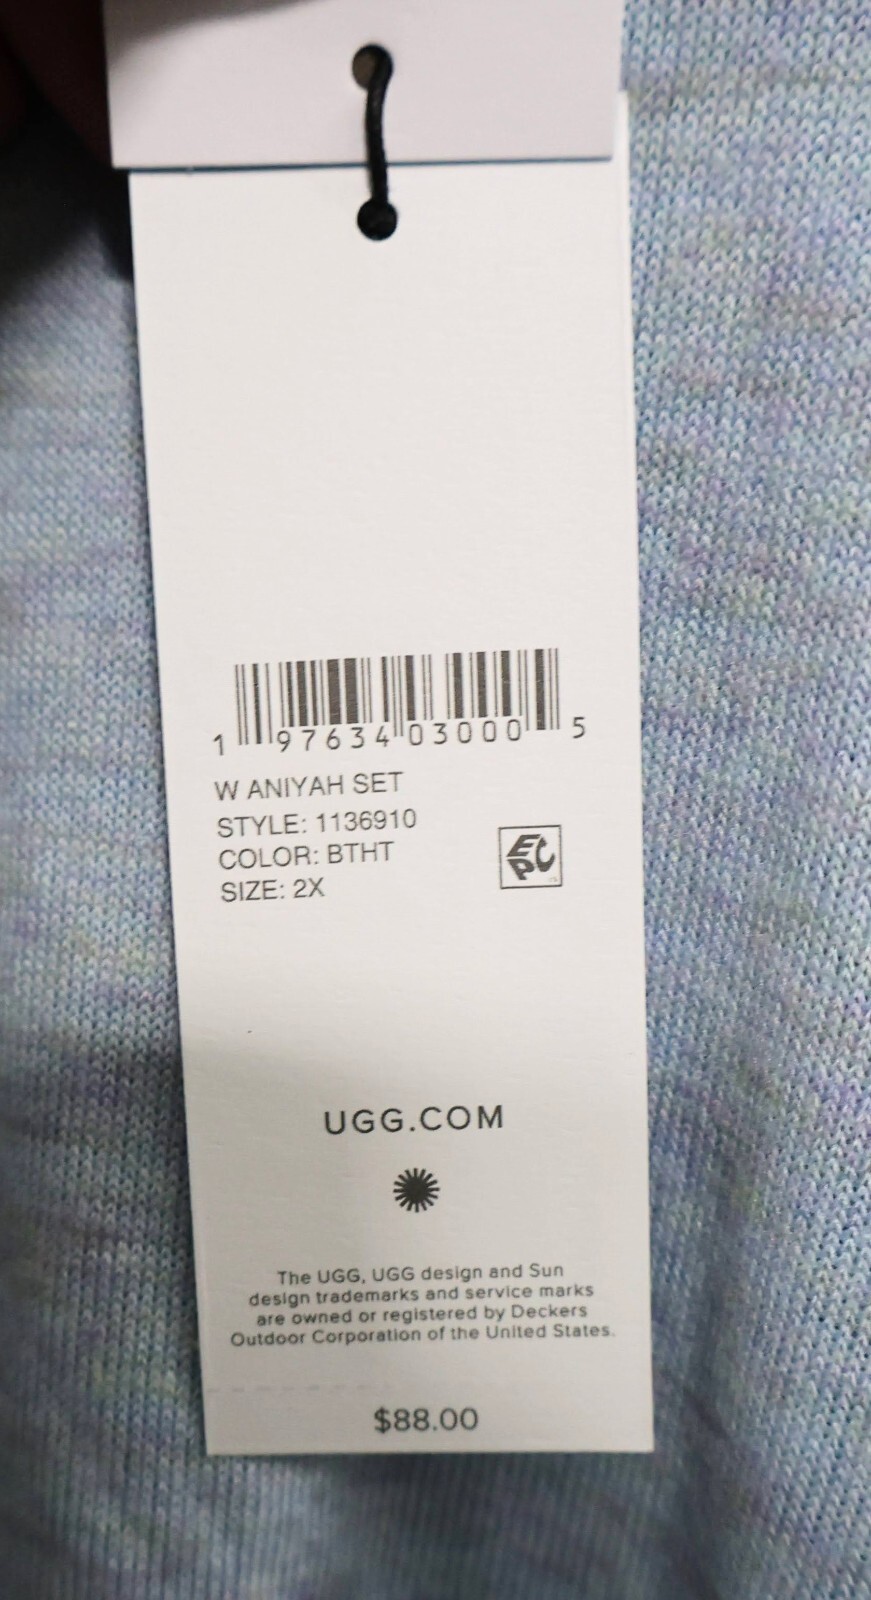 1 97634 03000 5
W ANIYAH SET
STYLE: 1136910
COLOR: BTHT
SIZE: 2X
EPC
UGG.COM
The UGG, UGG design and Sun
design trademarks and service marks
are owned or registered by Deckers
Outdoor Corporation of the United States.
$88.00